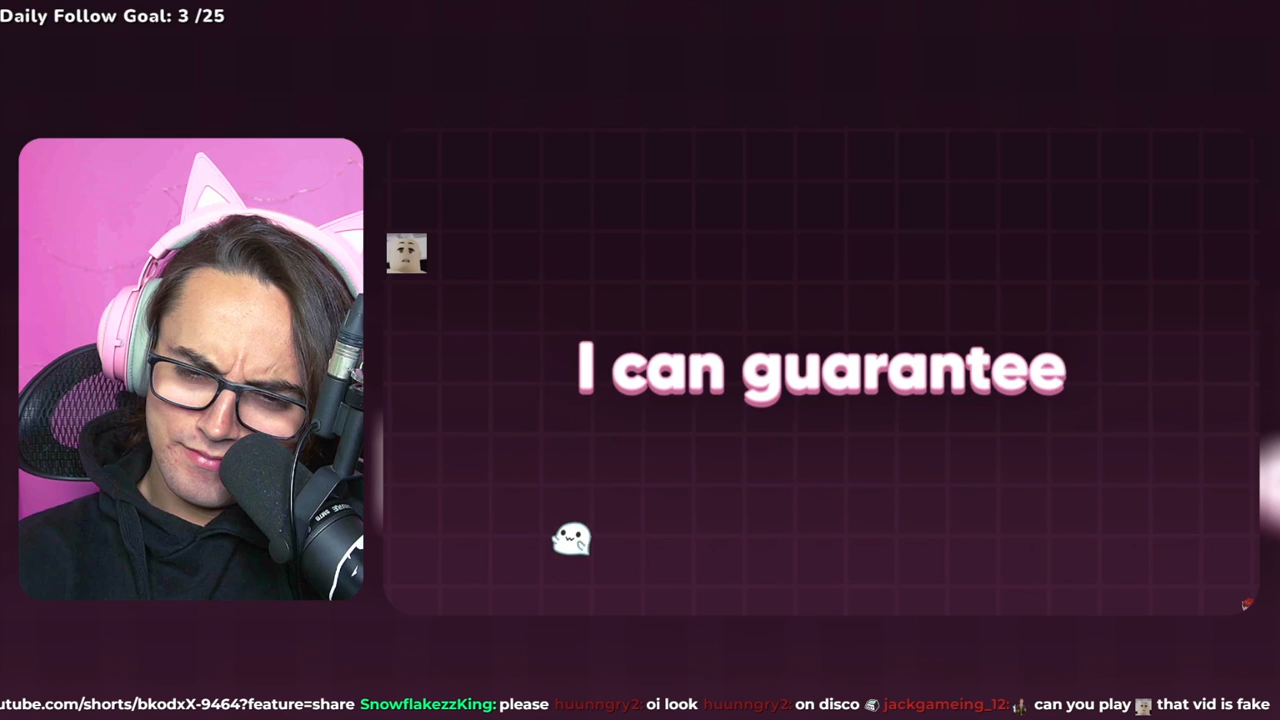 Daily Follow Goal: 3 /25
I can guarantee
utube.com/shorts/bkodxX-9464?feature=share SnowflakezzKing: please huunngry2: oi look huunngry2: on disco jackgameing_12: can you play that vid is fake